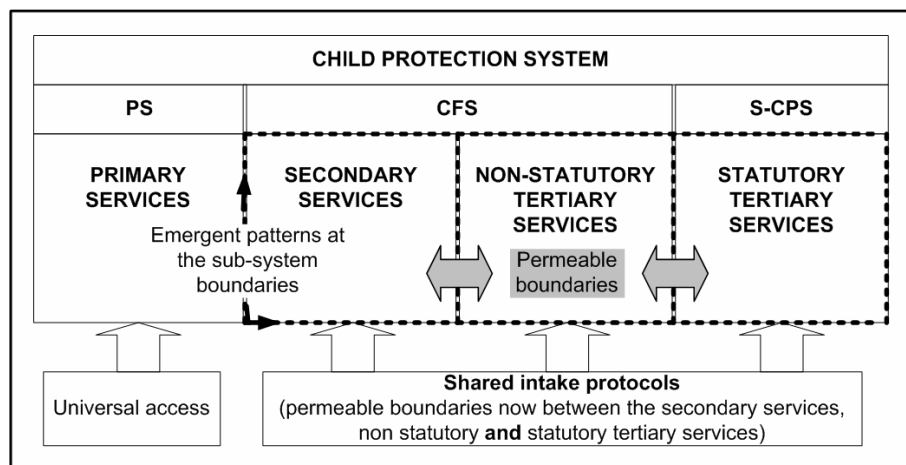 CHILD PROTECTION SYSTEM
PS
CFS
S-CPS
PRIMARY
SERVICES
SECONDARY
SERVICES
NON-STATUTORY
TERTIARY
SERVICES
STATUTORY
TERTIARY
SERVICES
Emergent patterns at
the sub-system
boundaries
Permeable
boundaries
Universal access
Shared intake protocols
(permeable boundaries now between the secondary services,
non statutory and statutory tertiary services)